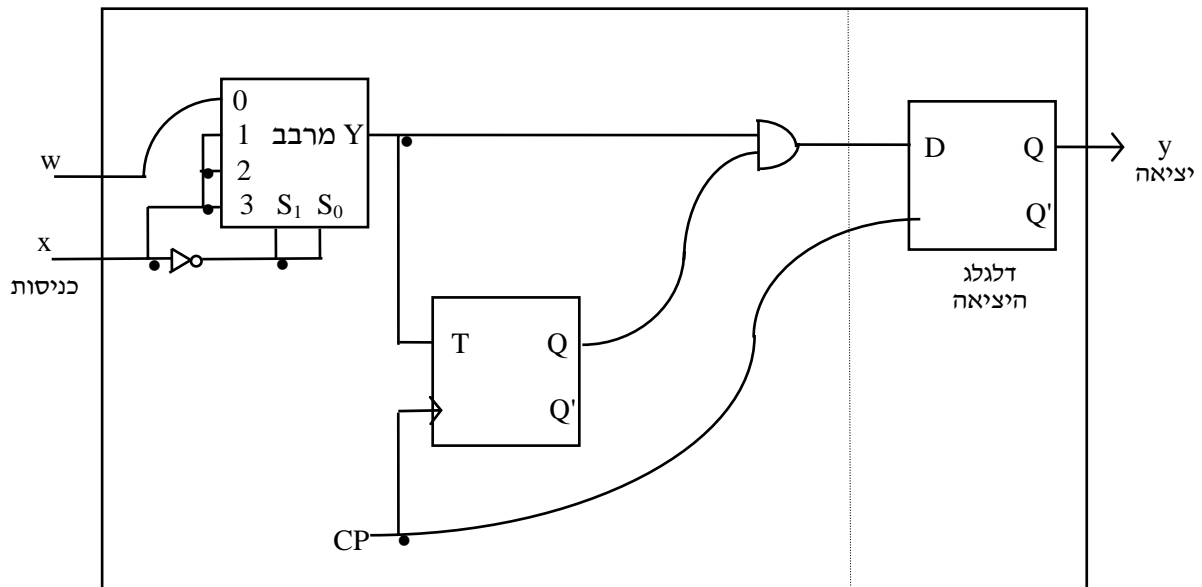 0
1 מרבב Y
2
3 S₁ S₀
w
x
כניסות
T Q
Q'
CP
D Q
Q'
דלגלג
היציאה
y
יציאה